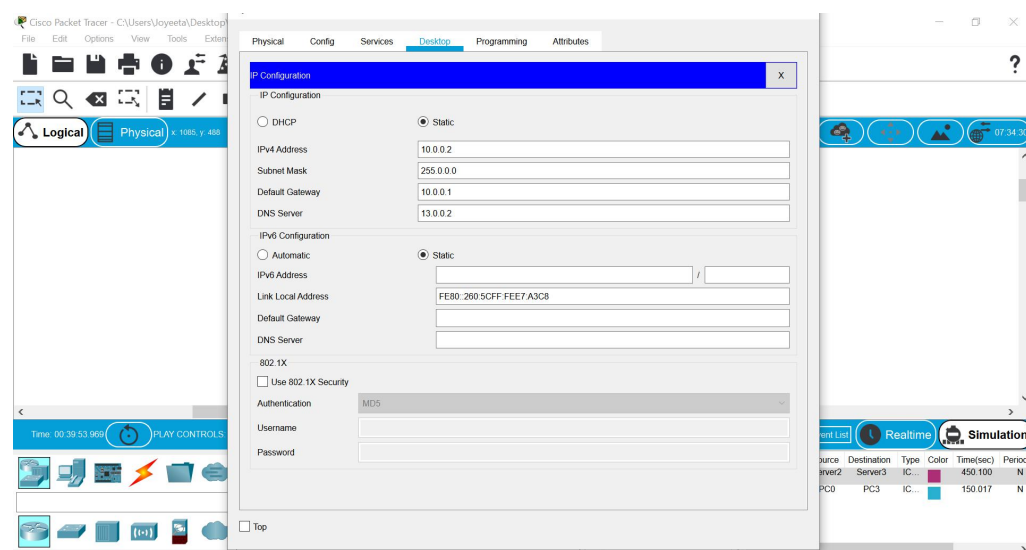 Cisco Packet Tracer - C:\Users\Joyeeta\Desktop\
File Edit Options View Tools Exten
?
Logical Physical x: 1085, y: 488
07:34:30
Physical Config Services Desktop Programming Attributes
IP Configuration X
IP Configuration
DHCP Static
IPv4 Address 10.0.0.2
Subnet Mask 255.0.0.0
Default Gateway 10.0.0.1
DNS Server 13.0.0.2
IPv6 Configuration
Automatic Static
IPv6 Address /
Link Local Address FE80::260:5CFF:FEE7:A3C8
Default Gateway
DNS Server
802.1X
Use 802.1X Security
Authentication MD5
Username
Password
Top
Time: 00:39:53.969 PLAY CONTROLS:
vent List Realtime Simulation
ource Destination Type Color Time(sec) Period
erver2 Server3 IC... 450.100 N
PC0 PC3 IC... 150.017 N